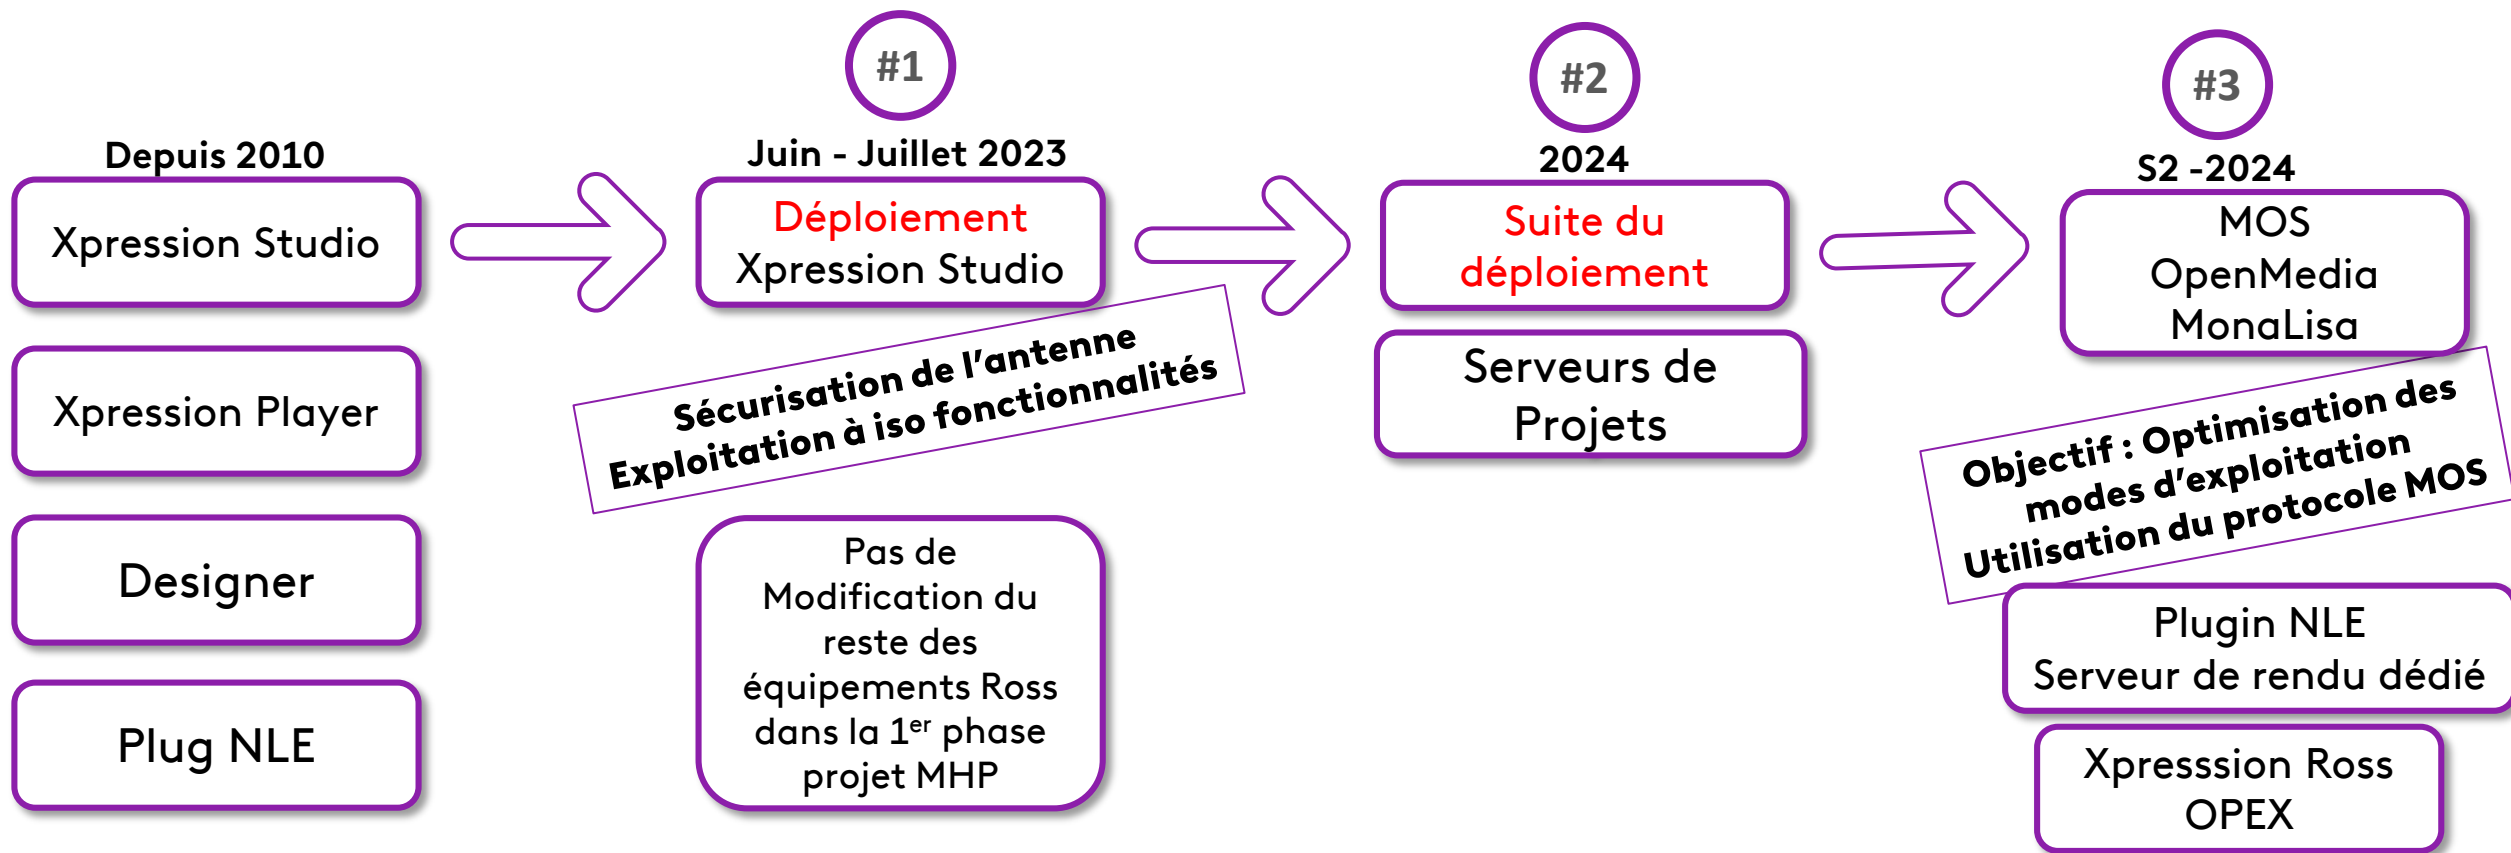 Depuis 2010
Xpression Studio
Xpression Player
Designer
Plug NLE
#1
Juin - Juillet 2023
Déploiement
Xpression Studio
Sécurisation de l’antenne
Exploitation à iso fonctionnalités
Pas de
Modification du
reste des
équipements Ross
dans la 1er phase
projet MHP
#2
2024
Suite du
déploiement
Serveurs de
Projets
#3
S2 -2024
MOS
OpenMedia
MonaLisa
Objectif : Optimisation des
modes d’exploitation
Utilisation du protocole MOS
Plugin NLE
Serveur de rendu dédié
Xpresssion Ross
OPEX